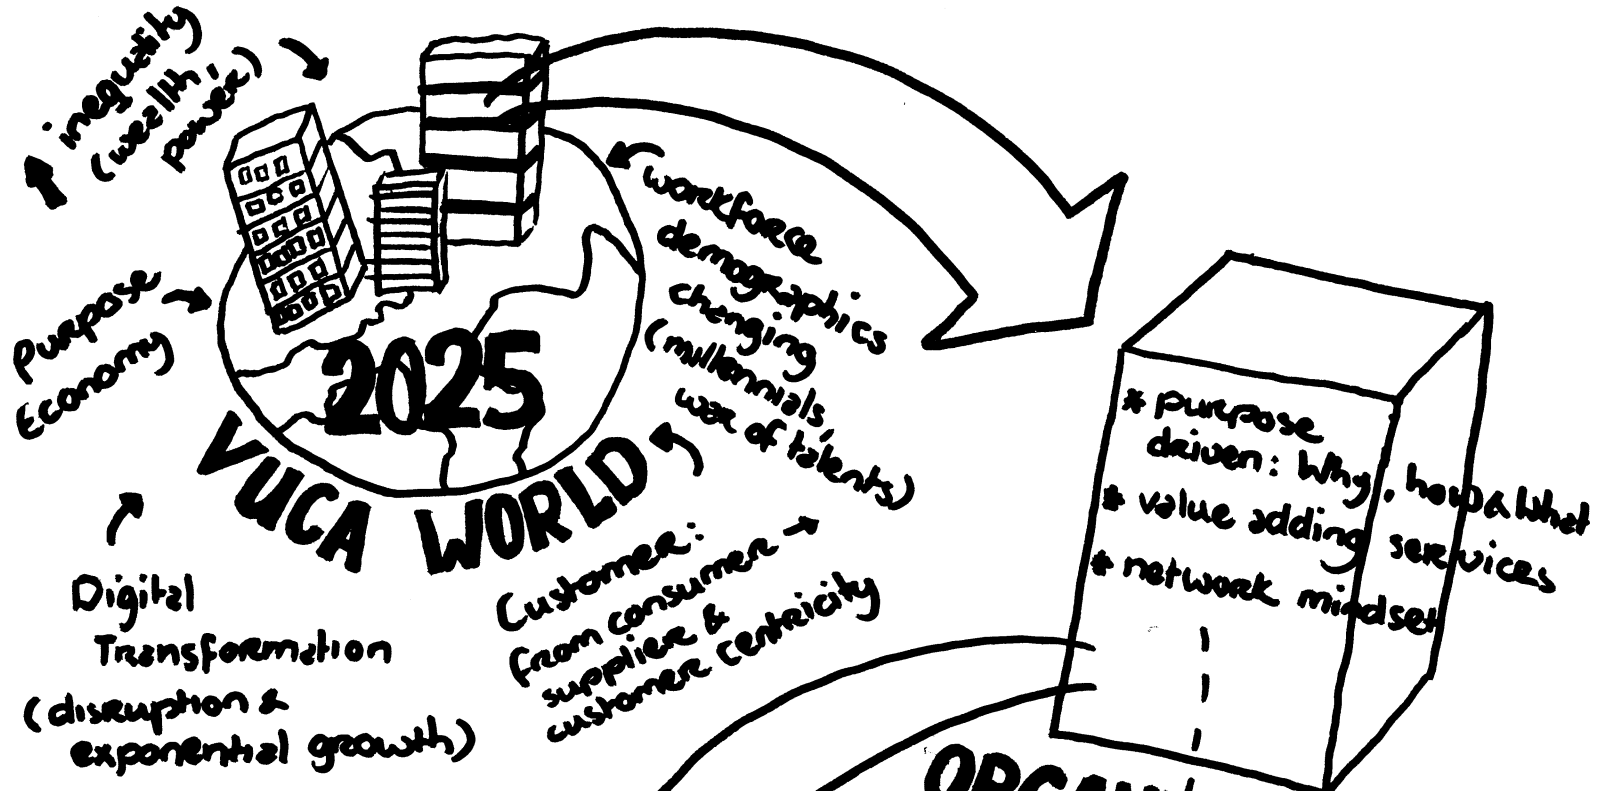 inequality
(wealth,
power)
Purpose
Economy
2025
VUCA WORLD
workforce
demographics
changing
(millennials,
war of talents)
Digital
Transformation
(disruption &
exponential growth)
Customer:
from consumer →
supplier &
customer centricity
* purpose
driven: Why, how & What
* value adding services
* network mindset